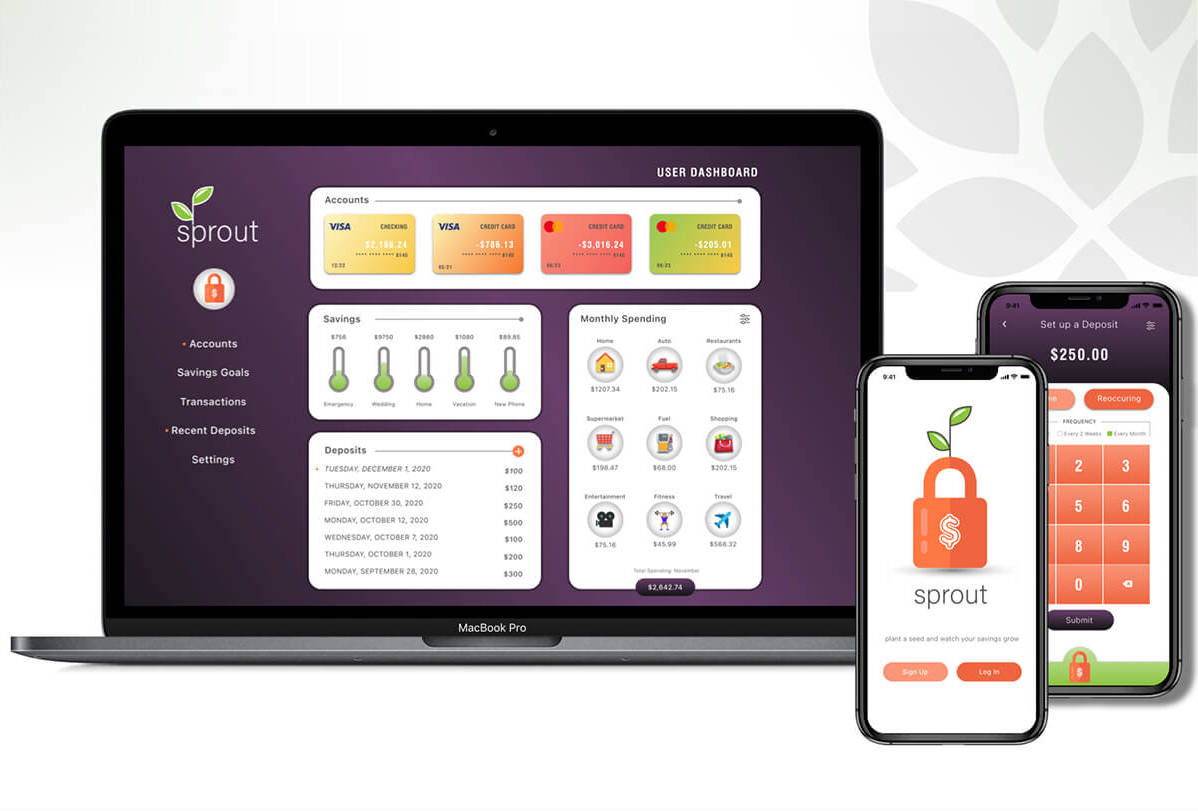 USER DASHBOARD
sprout
Accounts
Savings Goals
Transactions
Recent Deposits
Settings
Accounts
VISA CHECKING
$2,186.24
**** **** **** 8145
12/22
VISA CREDIT CARD
-$786.13
**** **** **** 8145
05/21
CREDIT CARD
-$3,016.24
**** **** **** 8145
06/23
CREDIT CARD
-$205.01
**** **** **** 8145
06/23
Savings
$756 $9750 $2860 $1080 $89.85
Emergency Wedding Home Vacation New Phone
Deposits
+
TUESDAY, DECEMBER 1, 2020 $100
THURSDAY, NOVEMBER 12, 2020 $120
FRIDAY, OCTOBER 30, 2020 $250
MONDAY, OCTOBER 12, 2020 $500
WEDNESDAY, OCTOBER 7, 2020 $100
THURSDAY, OCTOBER 1, 2020 $200
MONDAY, SEPTEMBER 28, 2020 $300
Monthly Spending
Home Auto Restaurants
$1207.34 $202.15 $75.16
Supermarket Fuel Shopping
$198.47 $68.00 $202.15
Entertainment Fitness Travel
$75.16 $45.99 $568.32
Total Spending: November
$2,642.74
MacBook Pro
9:41
$
sprout
plant a seed and watch your savings grow
Sign Up Log In
9:41
Set up a Deposit
$250.00
Reoccuring
FREQUENCY
Every 2 Weeks Every Month
2 3
5 6
8 9
0
Submit
$